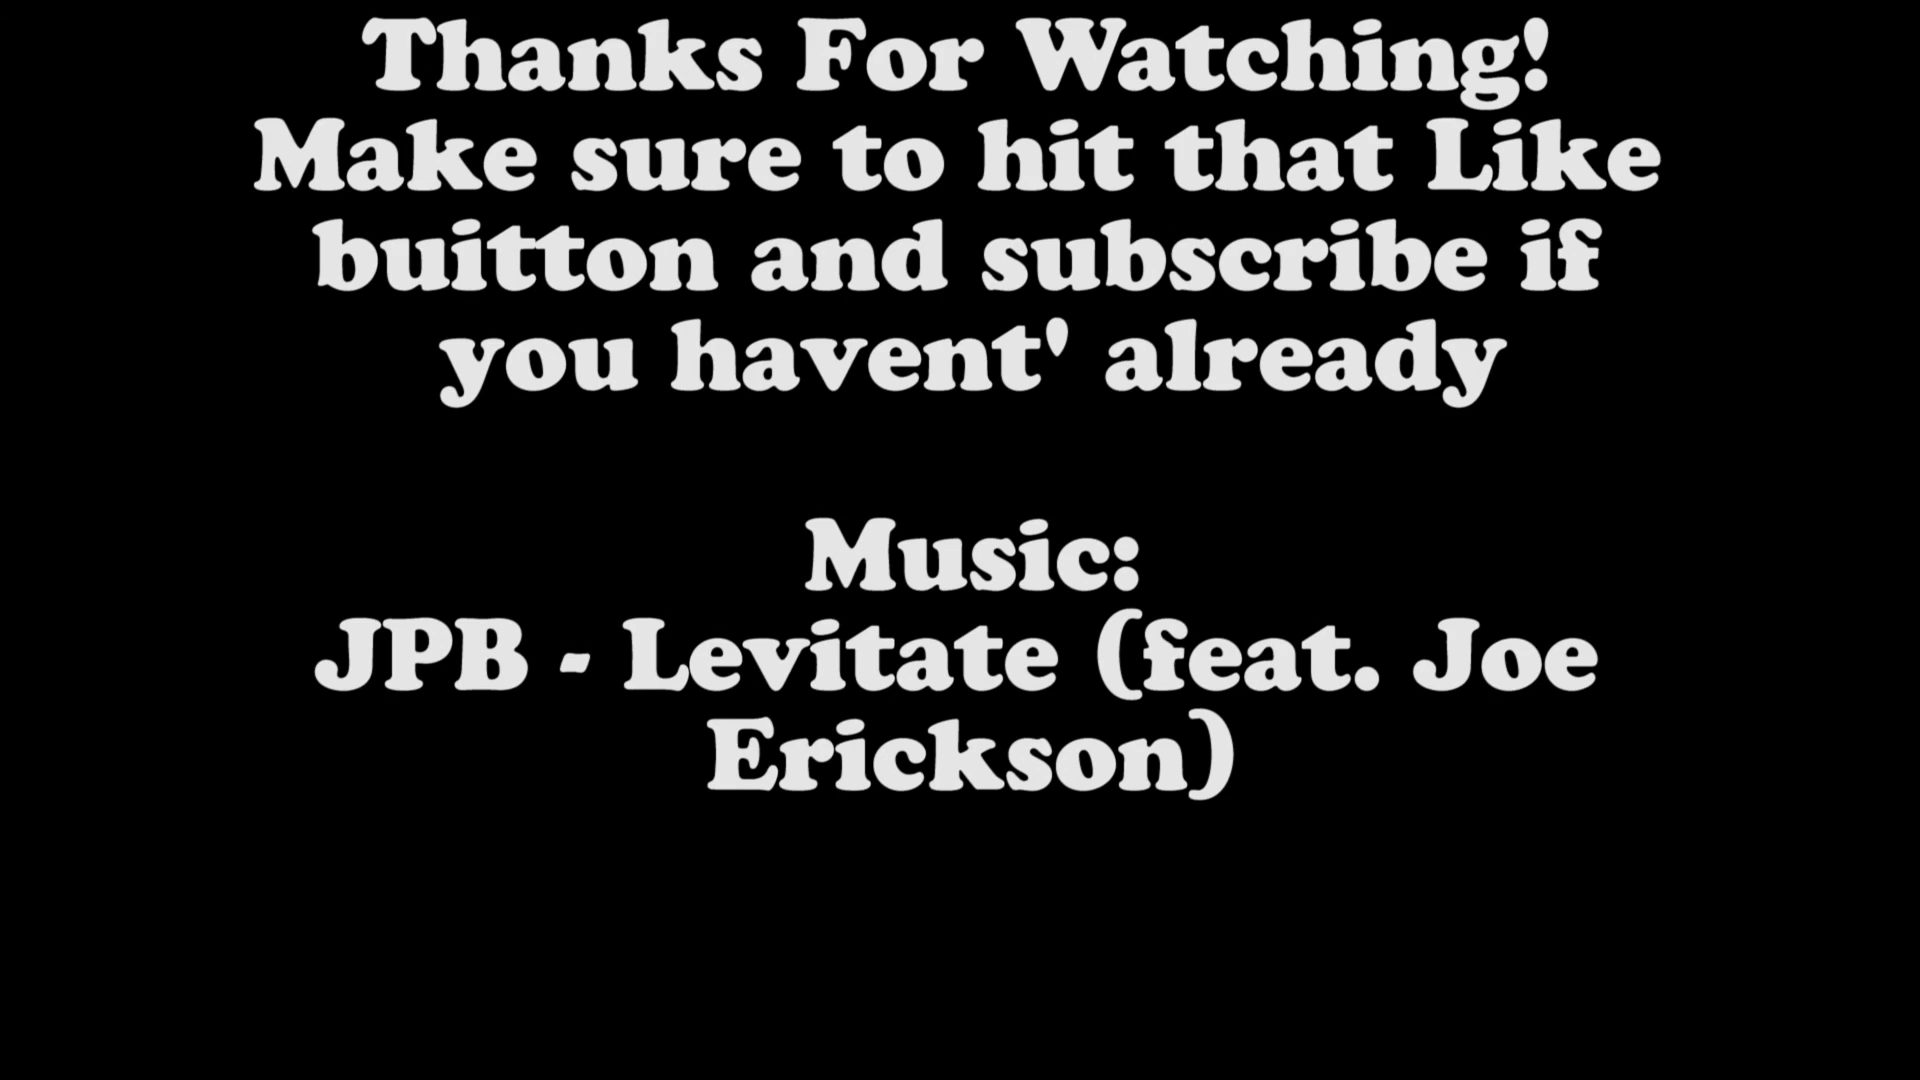 Thanks For Watching!
Make sure to hit that Like
buitton and subscribe if
you havent' already
Music:
JPB - Levitate (feat. Joe
Erickson)